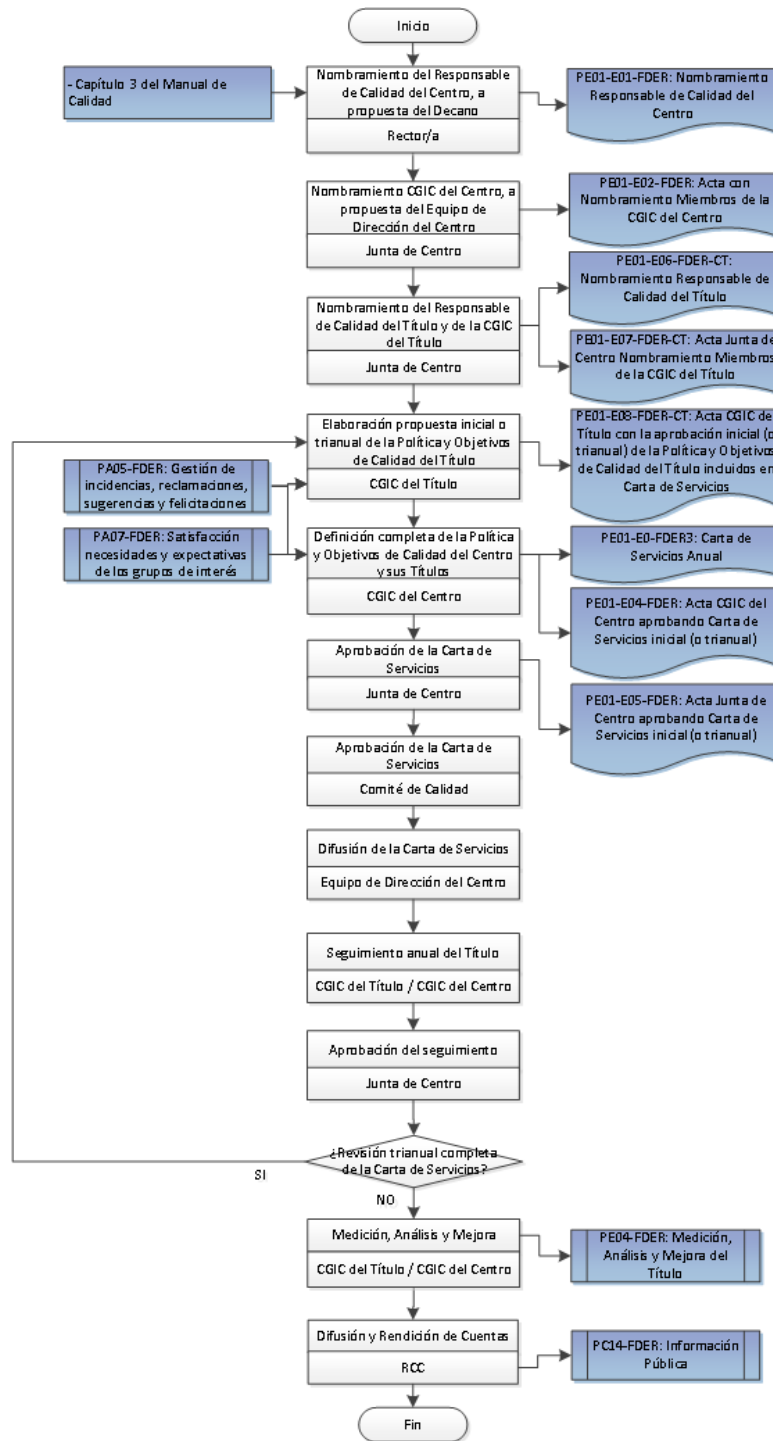 Inicio
- Capítulo 3 del Manual de
Calidad
Nombramiento del Responsable
de Calidad del Centro, a
propuesta del Decano
Rector/a
PE01-E01-FDER: Nombramiento
Responsable de Calidad del
Centro
Nombramiento CGIC del Centro, a
propuesta del Equipo de
Dirección del Centro
Junta de Centro
PE01-E02-FDER: Acta con
Nombramiento Miembros de la
CGIC del Centro
Nombramiento del Responsable
de Calidad del Título y de la CGIC
del Título
Junta de Centro
PE01-E06-FDER-CT:
Nombramiento Responsable de
Calidad del Título
PE01-E07-FDER-CT: Acta Junta de
Centro Nombramiento Miembros
de la CGIC del Título
Elaboración propuesta inicial o
trianual de la Política y Objetivos
de Calidad del Título
CGIC del Título
PE01-E08-FDER-CT: Acta CGIC de
Título con la aprobación inicial (o
trianual) de la Política y Objetivos
de Calidad del Título incluidos en
Carta de Servicios
PA05-FDER: Gestión de
incidencias, reclamaciones,
sugerencias y felicitaciones
PA07-FDER: Satisfacción
necesidades y expectativas
de los grupos de interés
Definición completa de la Política
y Objetivos de Calidad del Centro
y sus Títulos
CGIC del Centro
PE01-E0-FDER3: Carta de
Servicios Anual
PE01-E04-FDER: Acta CGIC del
Centro aprobando Carta de
Servicios inicial (o trianual)
Aprobación de la Carta de
Servicios
Junta de Centro
PE01-E05-FDER: Acta Junta de
Centro aprobando Carta de
Servicios inicial (o trianual)
Aprobación de la Carta de
Servicios
Comité de Calidad
Difusión de la Carta de Servicios
Equipo de Dirección del Centro
Seguimiento anual del Título
CGIC del Título / CGIC del Centro
Aprobación del seguimiento
Junta de Centro
¿Revisión trianual completa
de la Carta de Servicios?
SI
NO
Medición, Análisis y Mejora
CGIC del Título / CGIC del Centro
PE04-FDER: Medición,
Análisis y Mejora del
Título
Difusión y Rendición de Cuentas
RCC
PC14-FDER: Información
Pública
Fin